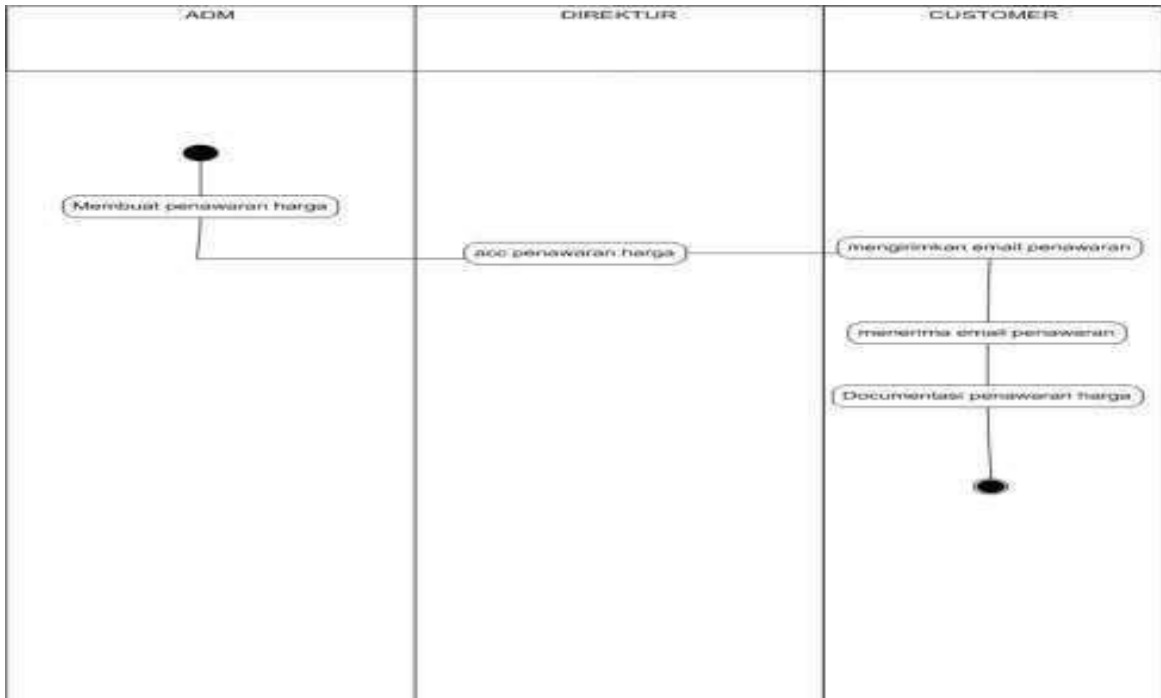 ADM
DIREKTUR
CUSTOMER
Membuat penawaran harga
acc penawaran harga
mengirimkan email penawaran
menerima email penawaran
Documentasi penawaran harga